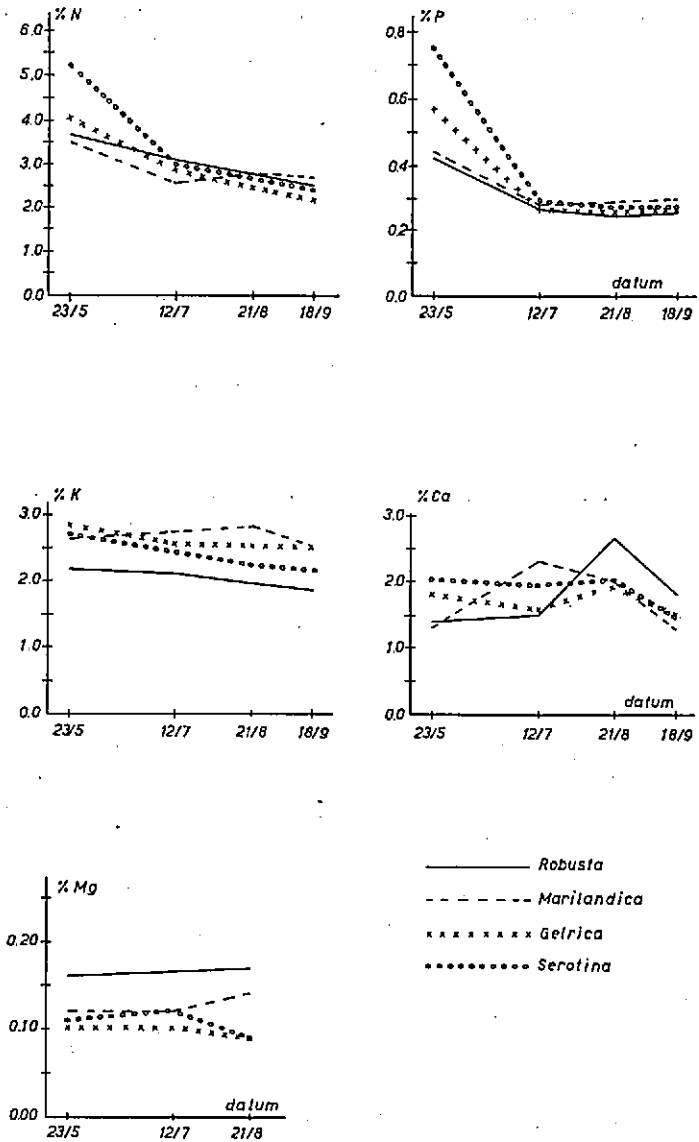 % N
6.0
5.0
4.0
3.0
2.0
1.0
0.0
23/5 12/7 21/8 18/9
% P
0,8
0.6
0.4
0.2
0.0
datum
23/5 12/7 21/8 18/9
% K
3.0
2.0
1.0
0.0
23/5 12/7 21/8 18/9
% Ca
3.0
2.0
1.0
0.0
datum
23/5 12/7 21/8 18/9
% Mg
0.20
0.10
0.00
datum
23/5 12/7 21/8
Robusta
Marilandica
Gelrica
Serotina